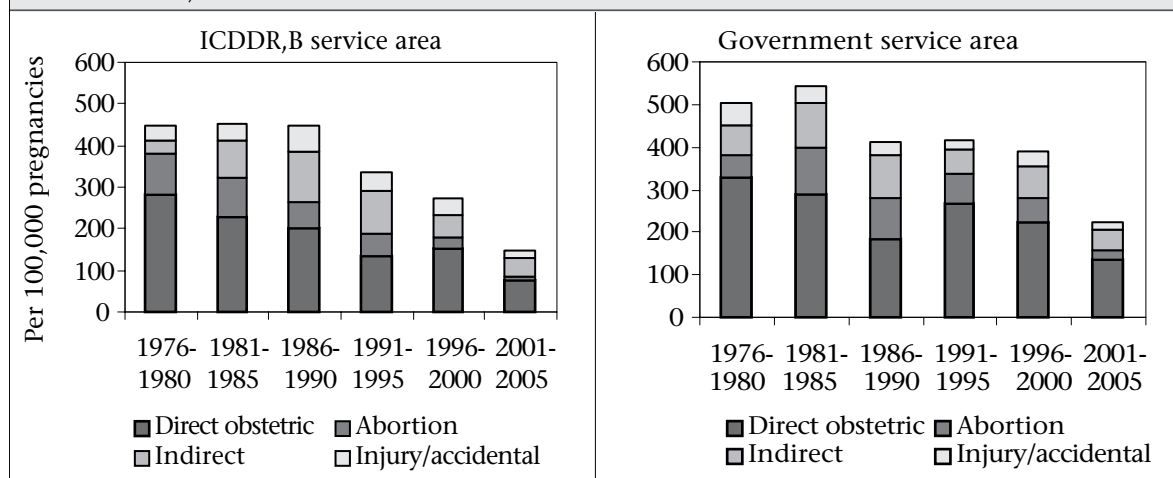 ICDDR,B service area
Per 100,000 pregnancies
600
500
400
300
200
100
0
1976-1980
1981-1985
1986-1990
1991-1995
1996-2000
2001-2005
Direct obstetric
Abortion
Indirect
Injury/accidental
Government service area
600
500
400
300
200
100
0
1976-1980
1981-1985
1986-1990
1991-1995
1996-2000
2001-2005
Direct obstetric
Abortion
Indirect
Injury/accidental